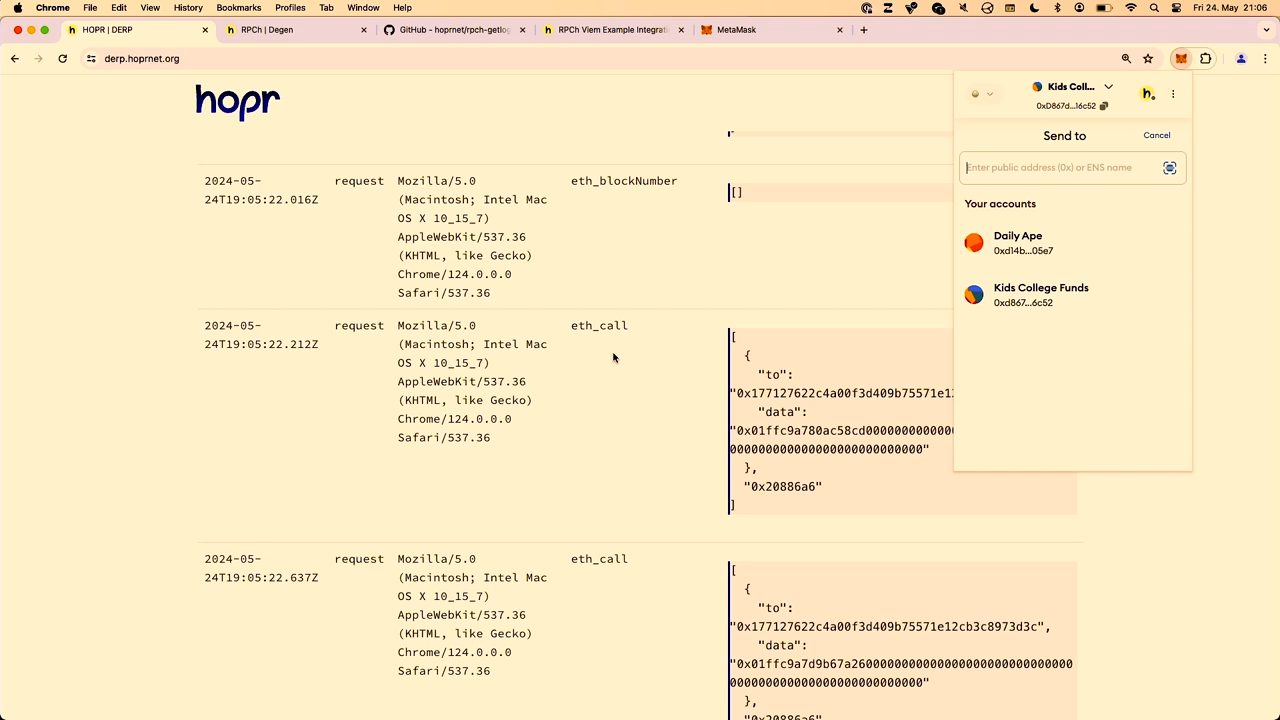 Chrome File Edit View History Bookmarks Profiles Tab Window Help Fri 24. May 21:06
HOPR | DERP
RPCh | Degen
GitHub - hoprnet/rpch-getlog
RPCh Viem Example Integrati
MetaMask
derp.hoprnet.org
hopr
Kids Coll...
0xD867d...16c52
Send to
Cancel
Enter public address (0x) or ENS name
Your accounts
Daily Ape
0xd14b...05e7
Kids College Funds
0xd867...6c52
2024-05- request Mozilla/5.0 eth_blockNumber
24T19:05:22.016Z (Macintosh; Intel Mac []
OS X 10_15_7)
AppleWebKit/537.36
(KHTML, like Gecko)
Chrome/124.0.0.0
Safari/537.36
2024-05- request Mozilla/5.0 eth_call
24T19:05:22.212Z (Macintosh; Intel Mac
OS X 10_15_7)
AppleWebKit/537.36
(KHTML, like Gecko)
Chrome/124.0.0.0
Safari/537.36
[
{
"to":
"0x177127622c4a00f3d409b75571e12
"data":
"0x01ffc9a780ac58cd0000000000000
00000000000000000000000000"
},
"0x20886a6"
]
2024-05- request Mozilla/5.0 eth_call
24T19:05:22.637Z (Macintosh; Intel Mac
OS X 10_15_7)
AppleWebKit/537.36
(KHTML, like Gecko)
Chrome/124.0.0.0
Safari/537.36
[
{
"to":
"0x177127622c4a00f3d409b75571e12cb3c8973d3c",
"data":
"0x01ffc9a7d9b67a26000000000000000000000000000000
00000000000000000000000000"
},
"0x20886a6"